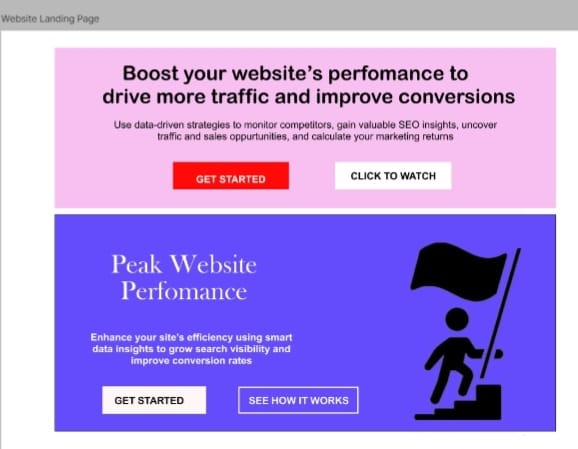 Website Landing Page
Boost your website's perfomance to
drive more traffic and improve conversions
Use data-driven strategies to monitor competitors, gain valuable SEO insights, uncover
traffic and sales oppurtunities, and calculate your marketing returns
GET STARTED
CLICK TO WATCH
Peak Website
Perfomance
Enhance your site's efficiency using smart
data insights to grow search visibility and
improve conversion rates
GET STARTED
SEE HOW IT WORKS